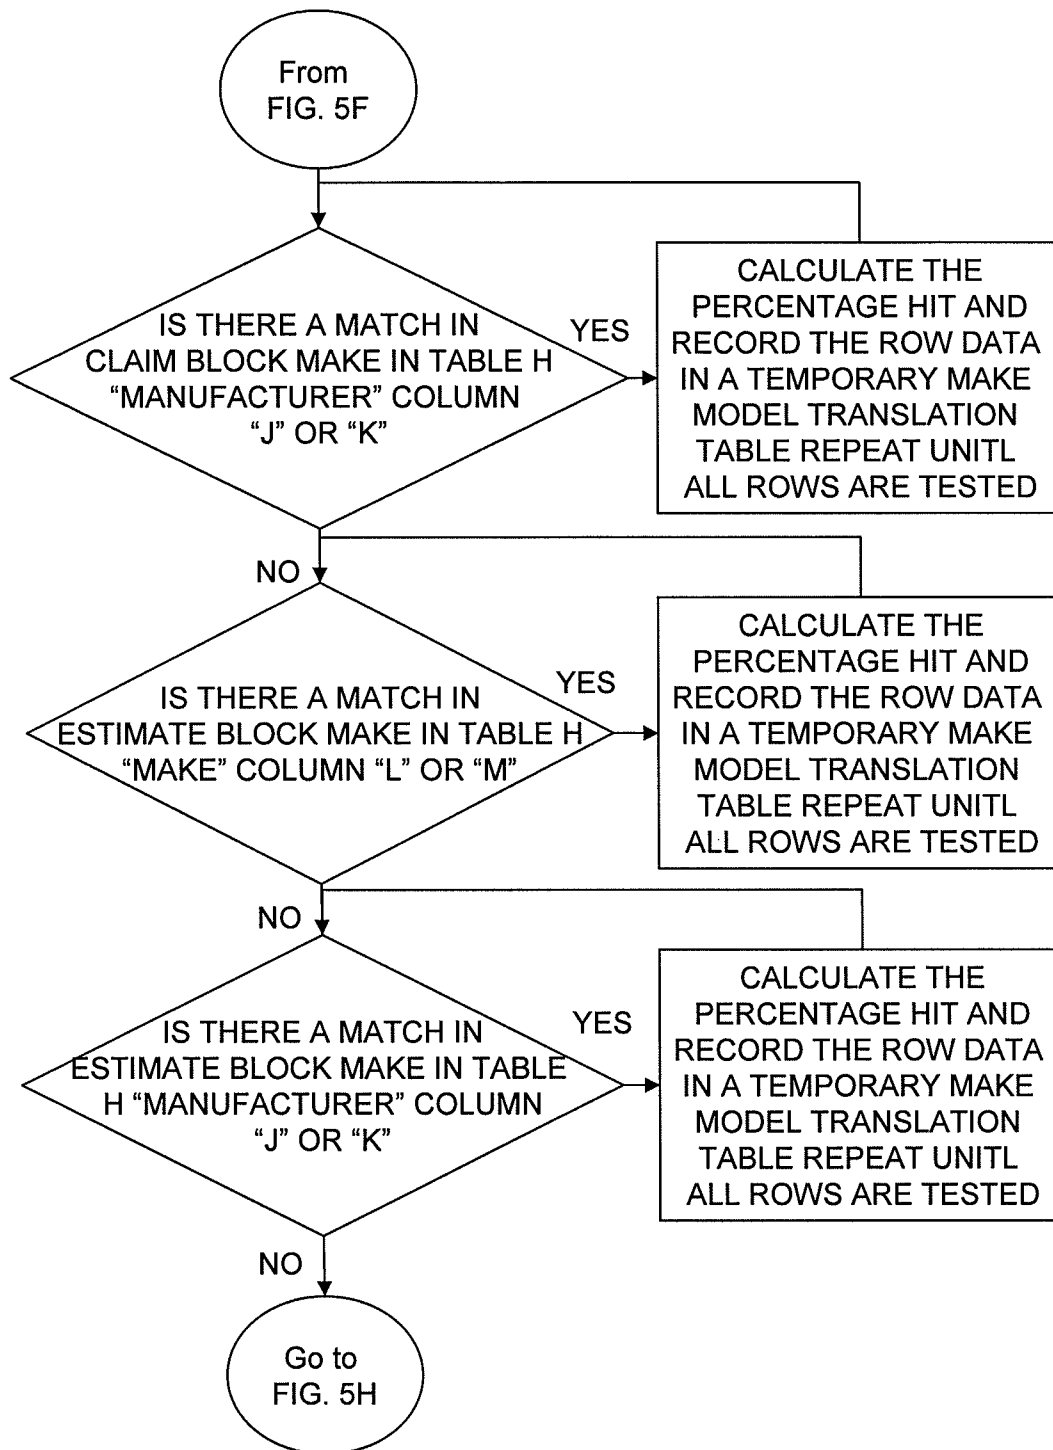 From
FIG. 5F
IS THERE A MATCH IN
CLAIM BLOCK MAKE IN TABLE H
“MANUFACTURER” COLUMN
“J” OR “K”
YES
CALCULATE THE
PERCENTAGE HIT AND
RECORD THE ROW DATA
IN A TEMPORARY MAKE
MODEL TRANSLATION
TABLE REPEAT UNITL
ALL ROWS ARE TESTED
NO
IS THERE A MATCH IN
ESTIMATE BLOCK MAKE IN TABLE H
“MAKE” COLUMN “L” OR “M”
YES
CALCULATE THE
PERCENTAGE HIT AND
RECORD THE ROW DATA
IN A TEMPORARY MAKE
MODEL TRANSLATION
TABLE REPEAT UNITL
ALL ROWS ARE TESTED
NO
IS THERE A MATCH IN
ESTIMATE BLOCK MAKE IN TABLE
H “MANUFACTURER” COLUMN
“J” OR “K”
YES
CALCULATE THE
PERCENTAGE HIT AND
RECORD THE ROW DATA
IN A TEMPORARY MAKE
MODEL TRANSLATION
TABLE REPEAT UNITL
ALL ROWS ARE TESTED
NO
Go to
FIG. 5H